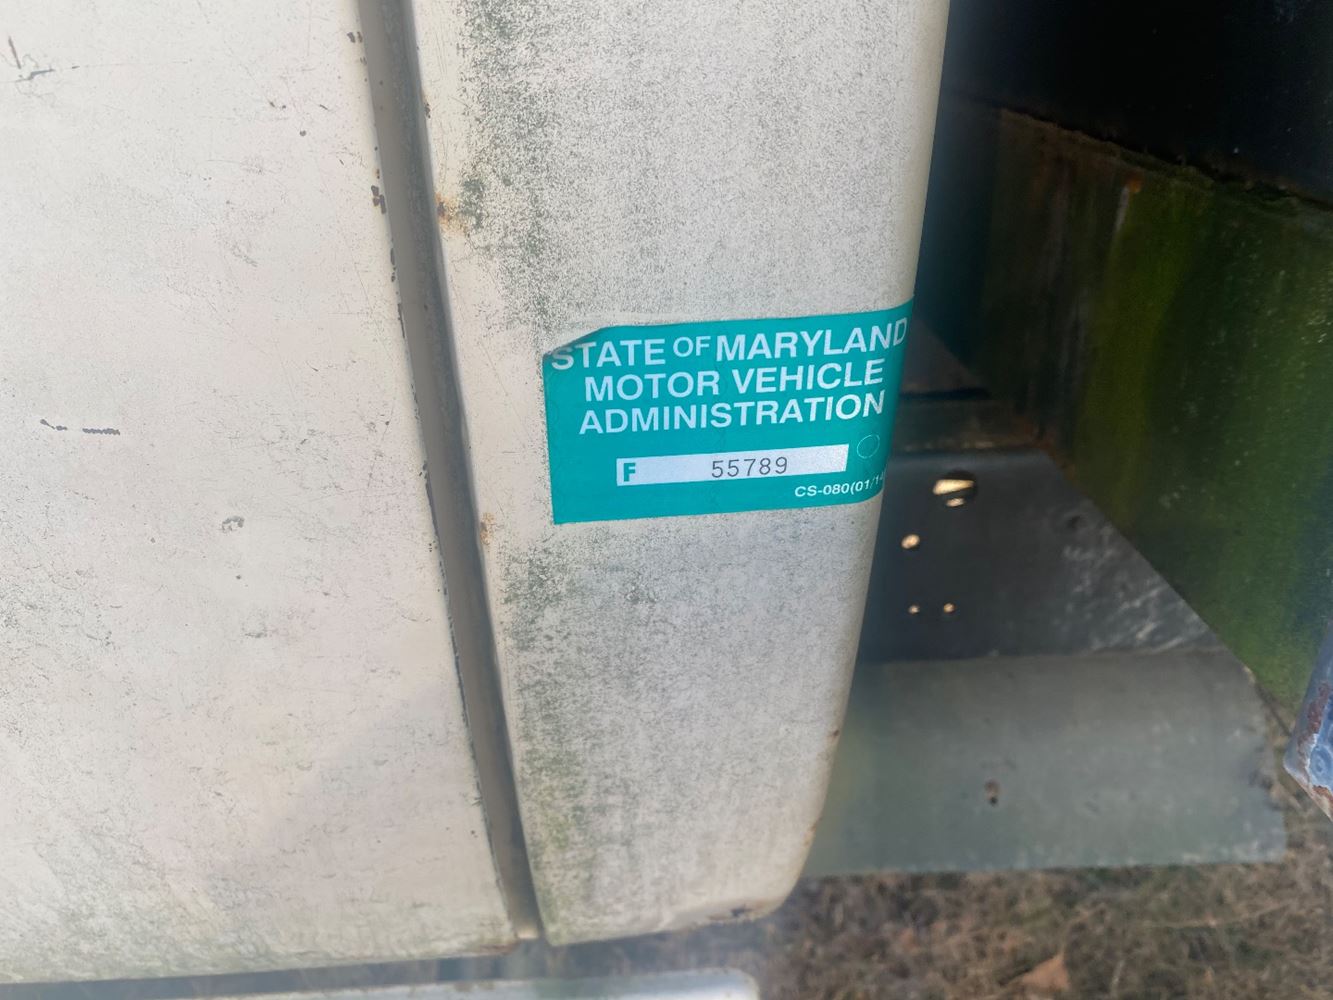 STATE OF MARYLAND
MOTOR VEHICLE
ADMINISTRATION
F 55789
CS-080(01/1